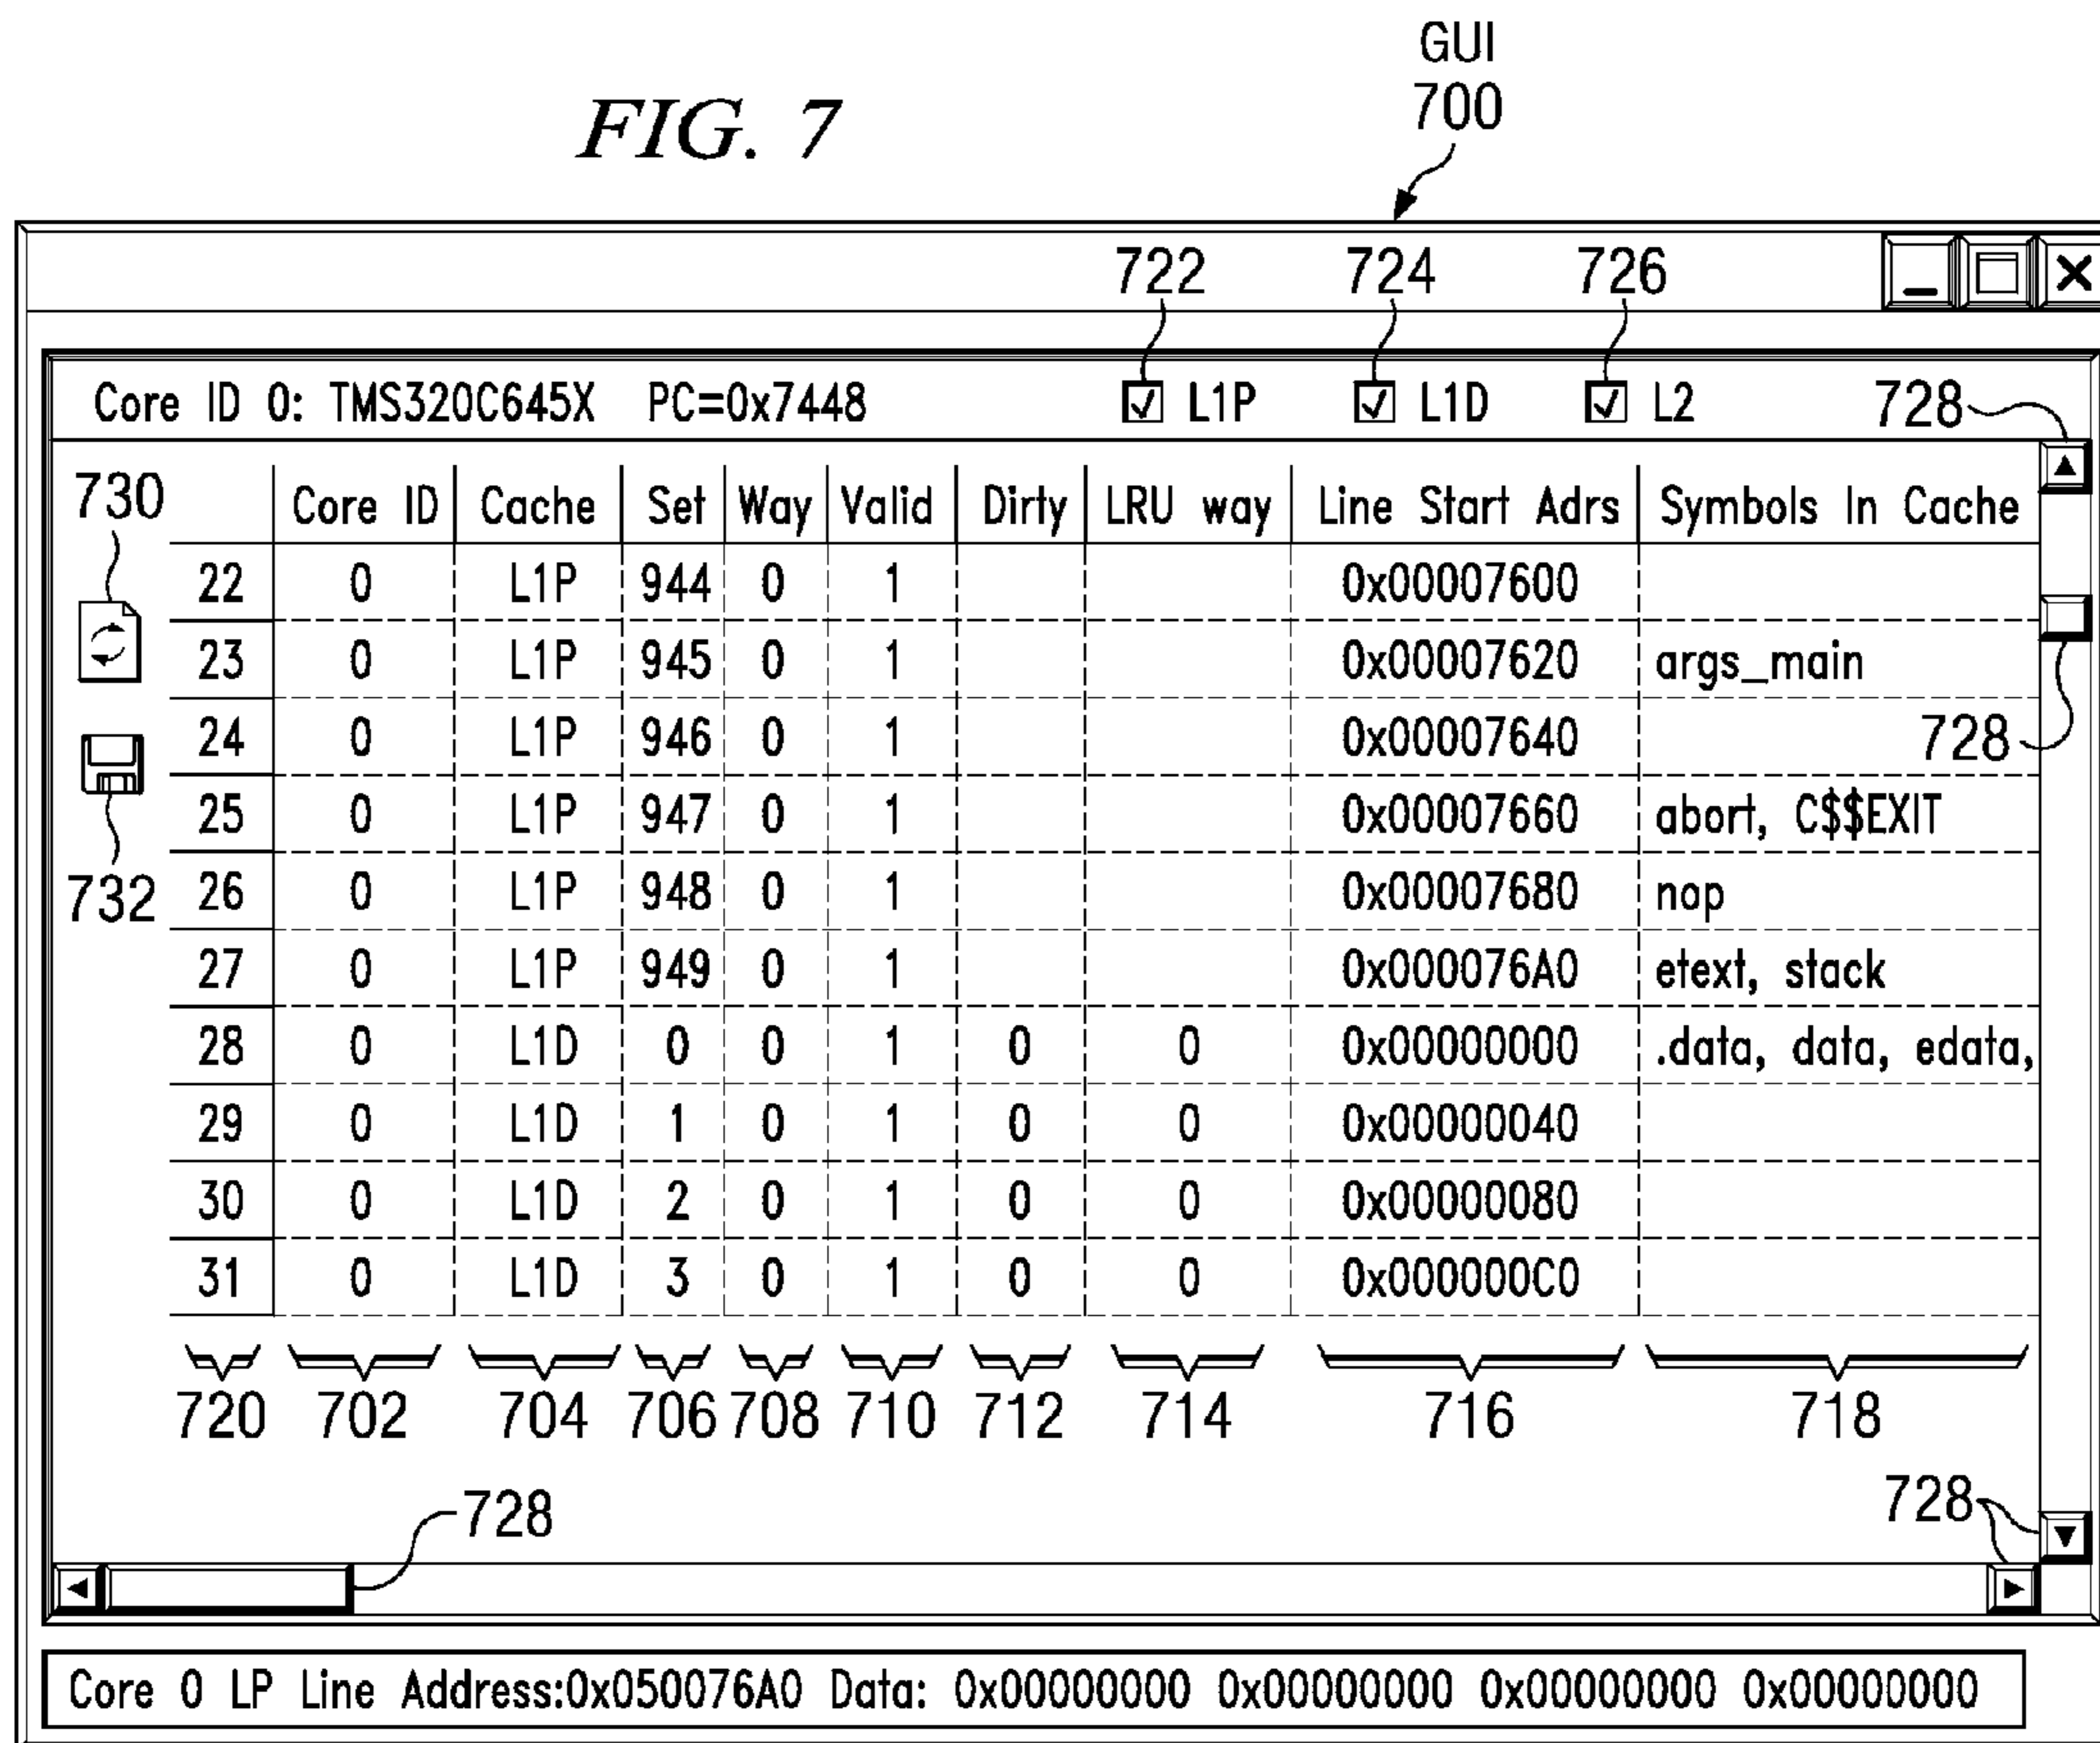 GUI
700
FIG. 7
722 724 726
Core ID 0: TMS320C645X PC=0x7448 L1P L1D L2 728
730
Core ID Cache Set Way Valid Dirty LRU way Line Start Adrs Symbols In Cache
22 0 L1P 944 0 1 0x00007600
23 0 L1P 945 0 1 0x00007620 args_main
24 0 L1P 946 0 1 0x00007640
728
25 0 L1P 947 0 1 0x00007660 abort, C$$EXIT
732
26 0 L1P 948 0 1 0x00007680 nop
27 0 L1P 949 0 1 0x000076A0 etext, stack
28 0 L1D 0 0 1 0 0 0x00000000 .data, data, edata,
29 0 L1D 1 0 1 0 0 0x00000040
30 0 L1D 2 0 1 0 0 0x00000080
31 0 L1D 3 0 1 0 0 0x000000C0
720 702 704 706 708 710 712 714 716 718
728 728
Core 0 LP Line Address:0x050076A0 Data: 0x00000000 0x00000000 0x00000000 0x00000000